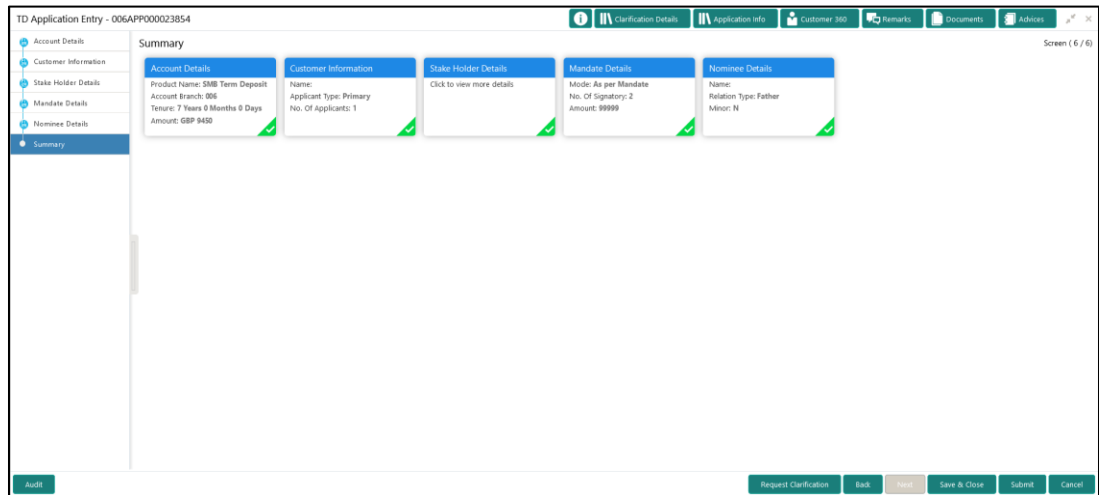 TD Application Entry - 006APP000023854
Clarification Details
Application Info
Customer 360
Remarks
Documents
Advices
Account Details
Customer Information
Stake Holder Details
Mandate Details
Nominee Details
Summary
Summary
Screen ( 6 / 6)
Account Details
Product Name: SMB Term Deposit
Account Branch: 006
Tenure: 7 Years 0 Months 0 Days
Amount: GBP 9450
Customer Information
Name:
Applicant Type: Primary
No. Of Applicants: 1
Stake Holder Details
Click to view more details
Mandate Details
Mode: As per Mandate
No. Of Signatory: 2
Amount: 99999
Nominee Details
Name:
Relation Type: Father
Minor: N
Audit
Request Clarification
Back
Next
Save & Close
Submit
Cancel